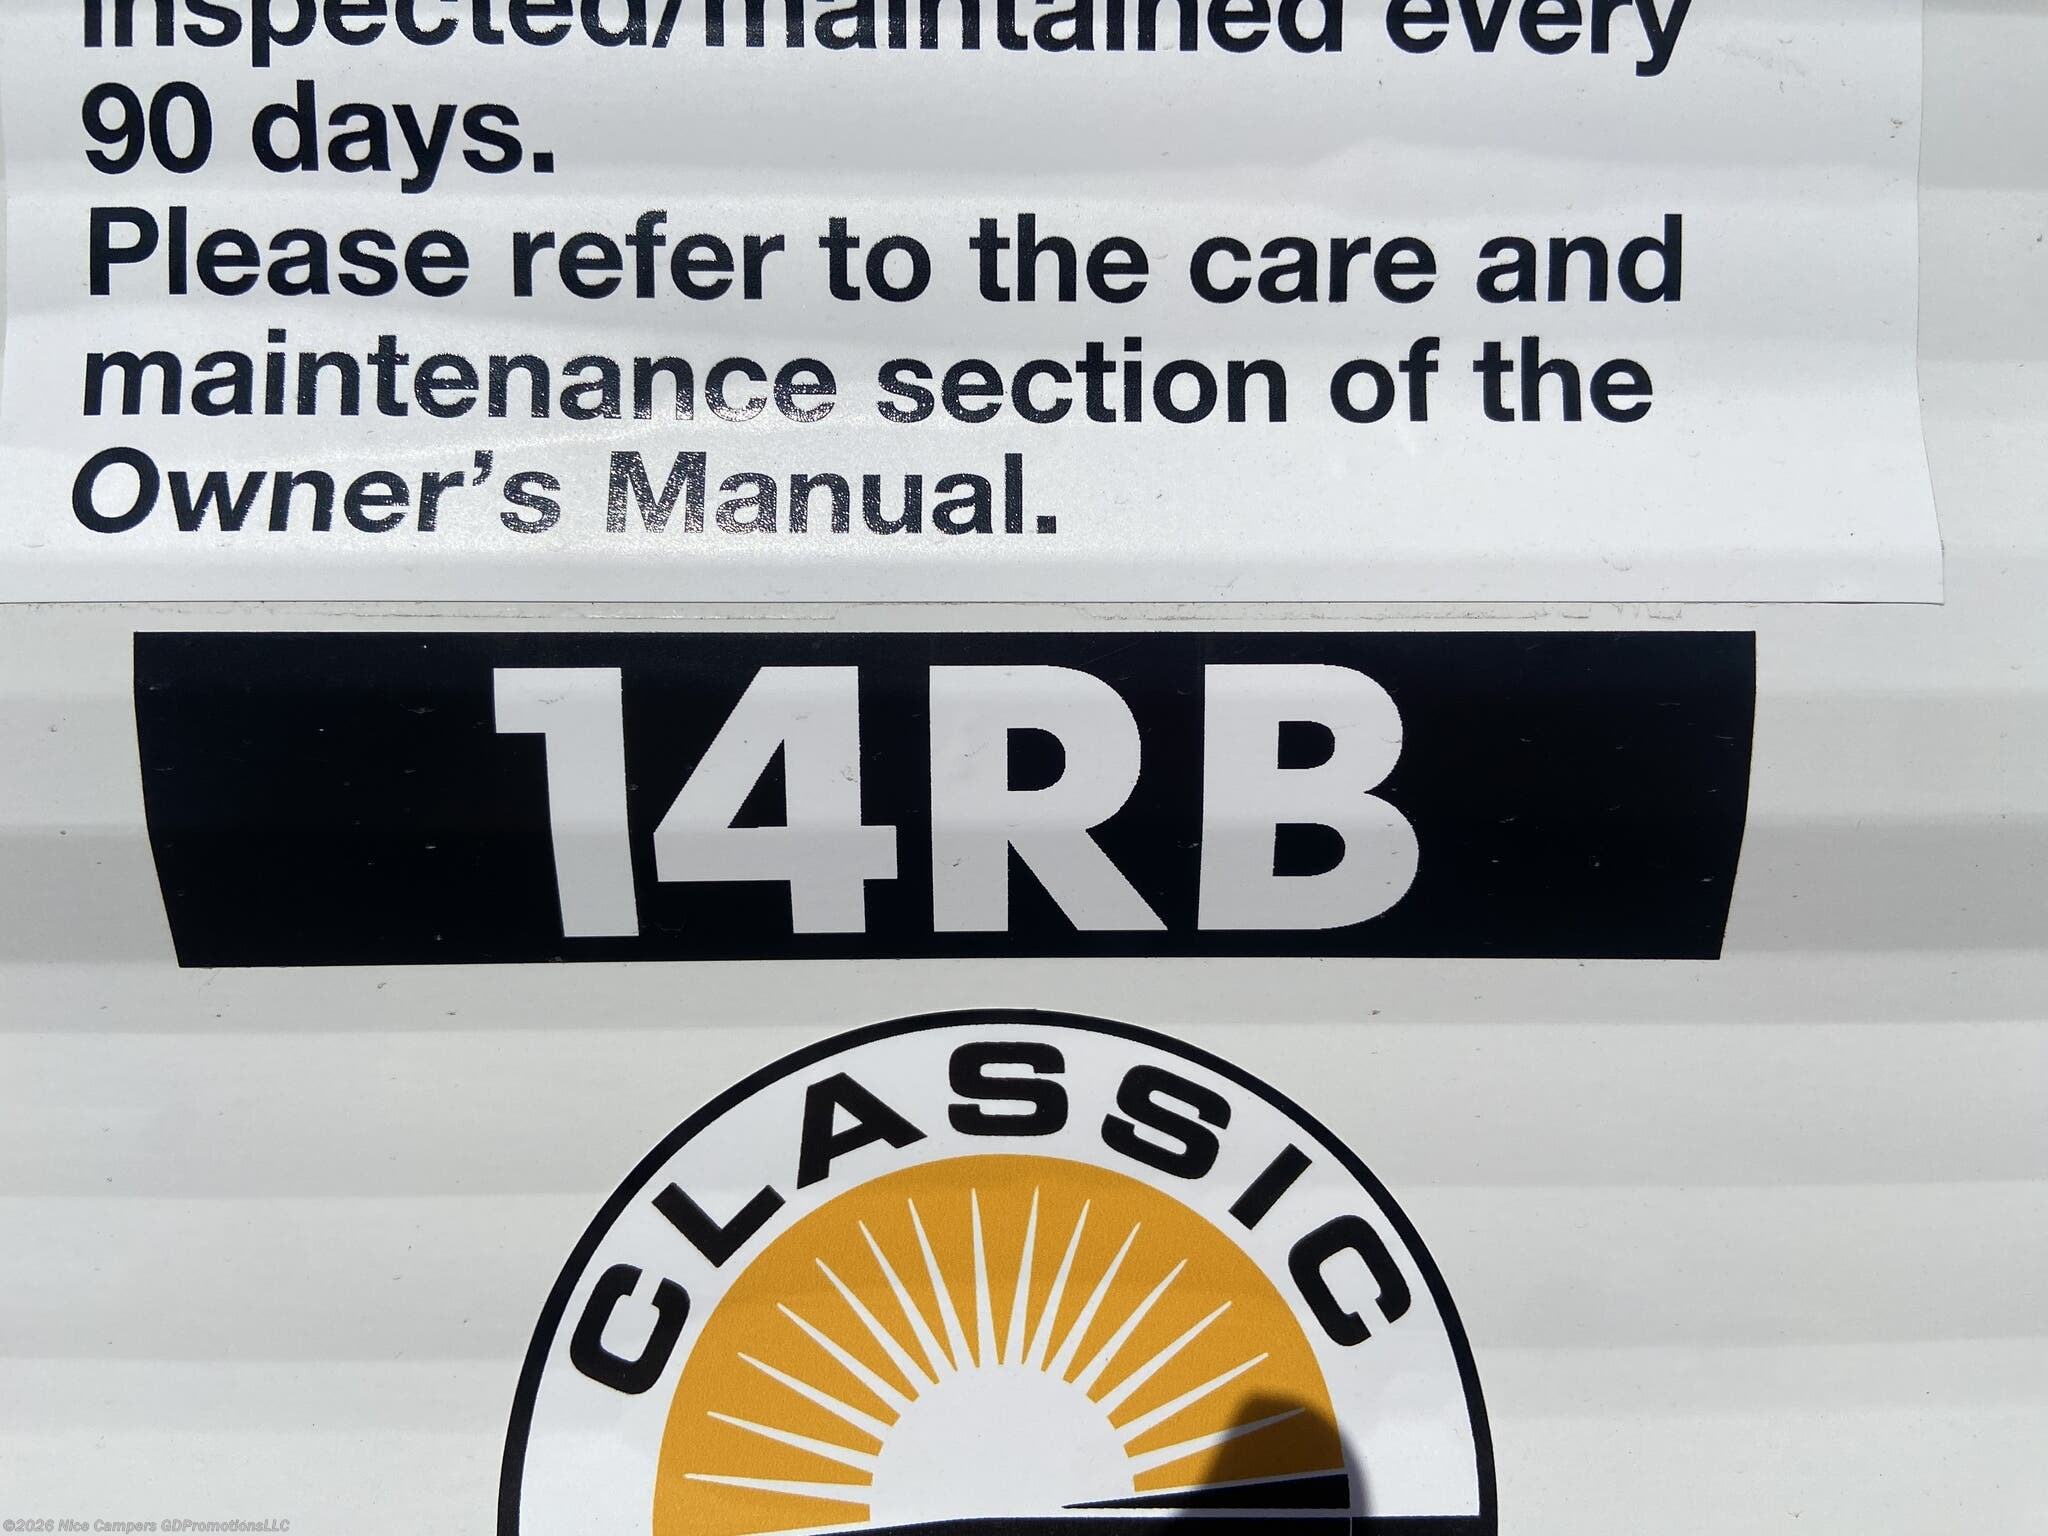 inspected/maintained every
90 days.
Please refer to the care and
maintenance section of the
Owner's Manual.
14RB
CLASSIC
©2026 Nice Campers GDPromotionsLLC